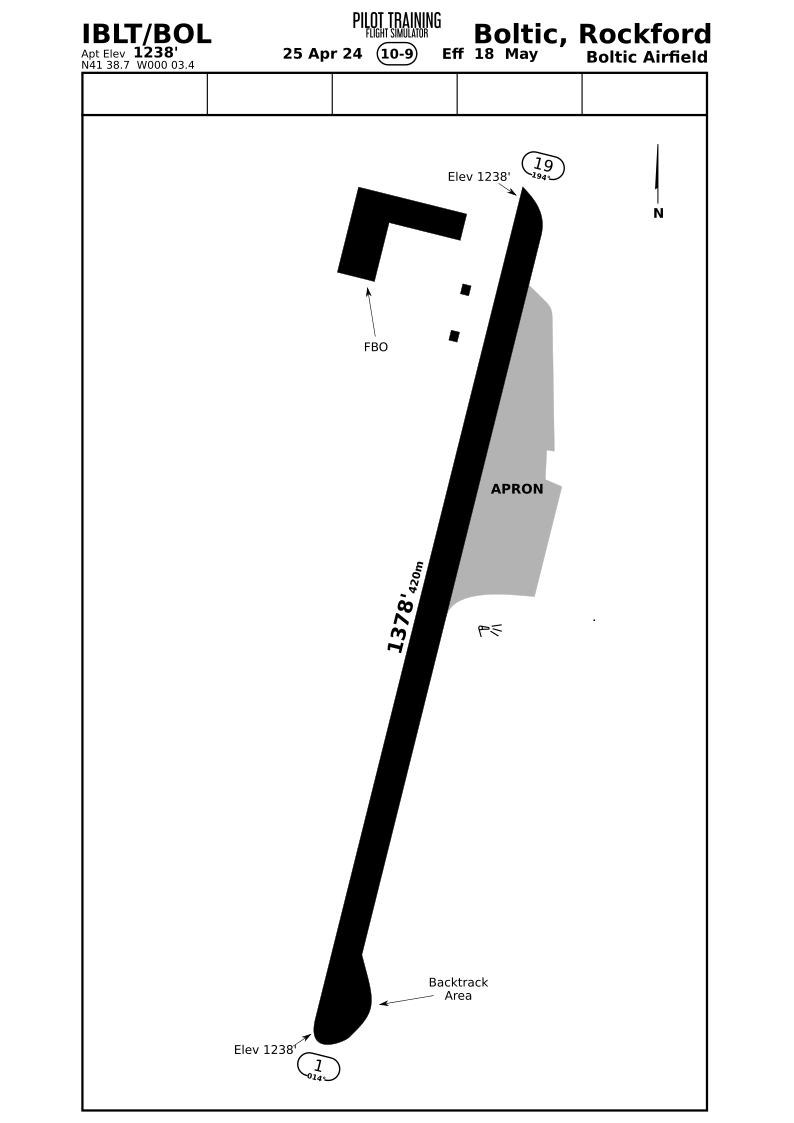 IBLT/BOL
Apt Elev 1238'
N41 38.7 W000 03.4
PILOT TRAINING
FLIGHT SIMULATOR
25 Apr 24 10-9 Eff 18 May
Boltic, Rockford
Boltic Airfield
19
194°
Elev 1238'
N
FBO
APRON
1378' 420m
Backtrack
Area
Elev 1238'
1
014°